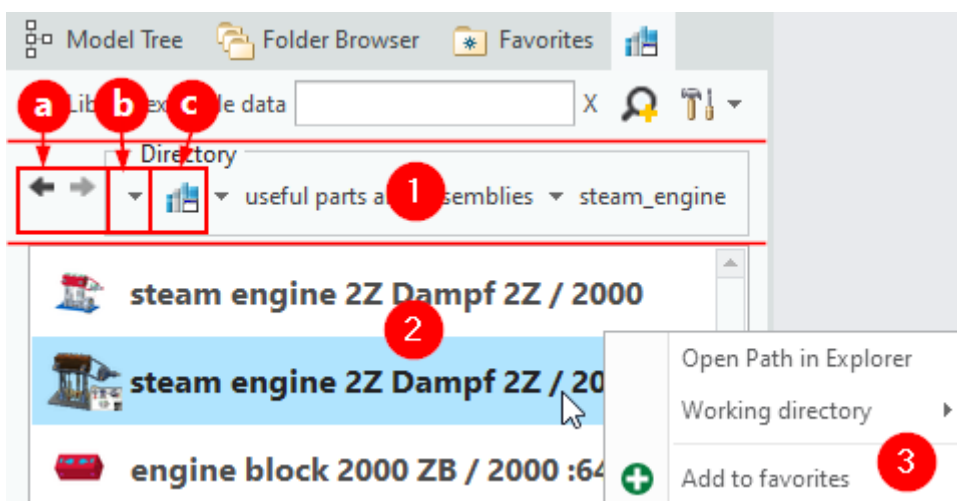 Model Tree Folder Browser Favorites
a b c le data X
Directory
useful parts a 1 semblies steam_engine
steam engine 2Z Dampf 2Z / 2000
2
steam engine 2Z Dampf 2Z / 20
Open Path in Explorer
Working directory
engine block 2000 ZB / 2000 :64
3
Add to favorites